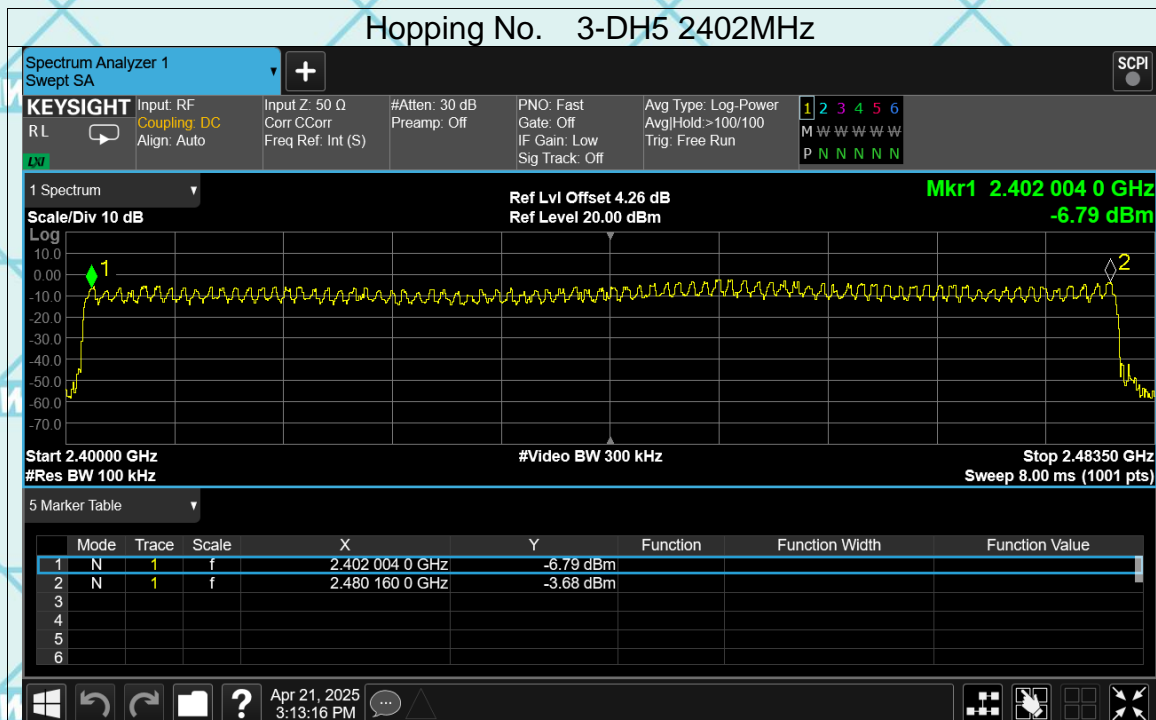 Hopping No. 3-DH5 2402MHz
Spectrum Analyzer 1
Swept SA
+
SCPI
KEYSIGHT Input: RF Input Z: 50 Ω #Atten: 30 dB PNO: Fast Avg Type: Log-Power 1 2 3 4 5 6
RL Coupling: DC Corr CCorr Preamp: Off Gate: Off Avg|Hold:>100/100 M W W W W W
Align: Auto Freq Ref: Int (S) IF Gain: Low Trig: Free Run P N N N N N
LXI Sig Track: Off
1 Spectrum Ref Lvl Offset 4.26 dB Mkr1 2.402 004 0 GHz
Scale/Div 10 dB Ref Level 20.00 dBm -6.79 dBm
Log
10.0
0.00
-10.0
-20.0
-30.0
-40.0
-50.0
-60.0
-70.0
1
2
Start 2.40000 GHz #Video BW 300 kHz Stop 2.48350 GHz
#Res BW 100 kHz Sweep 8.00 ms (1001 pts)
5 Marker Table
Mode Trace Scale X Y Function Function Width Function Value
1 N 1 f 2.402 004 0 GHz -6.79 dBm
2 N 1 f 2.480 160 0 GHz -3.68 dBm
3
4
5
6
? Apr 21, 2025
3:13:16 PM